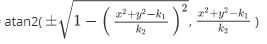 atan2( ±√(1 − ((x²+y²−k₁)/k₂)²), (x²+y²−k₁)/k₂ )